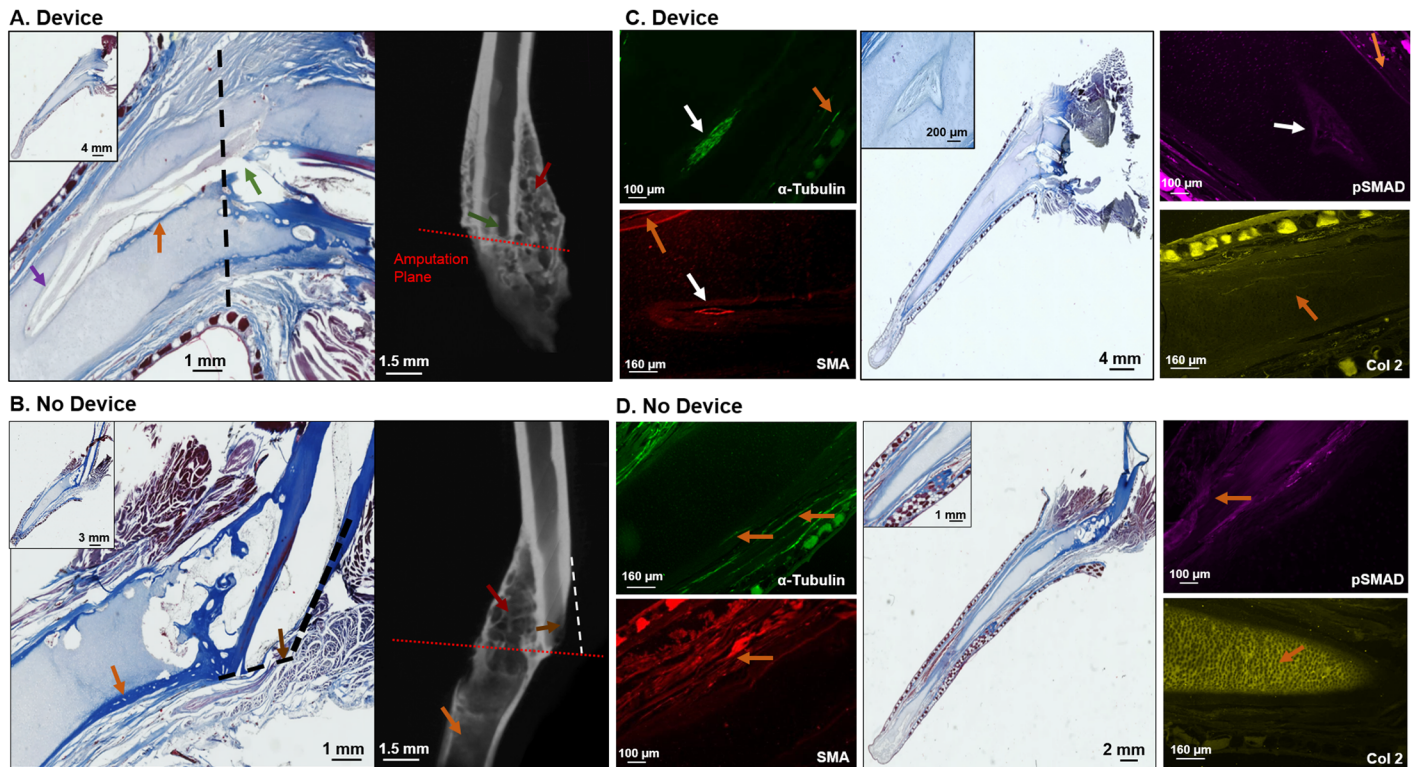 A. Device
4 mm
1 mm
Amputation
Plane
1.5 mm
B. No Device
3 mm
1 mm
1.5 mm
C. Device
100 µm
α-Tubulin
160 µm
SMA
200 µm
4 mm
100 µm
pSMAD
160 µm
Col 2
D. No Device
160 µm
α-Tubulin
100 µm
SMA
1 mm
2 mm
100 µm
pSMAD
160 µm
Col 2